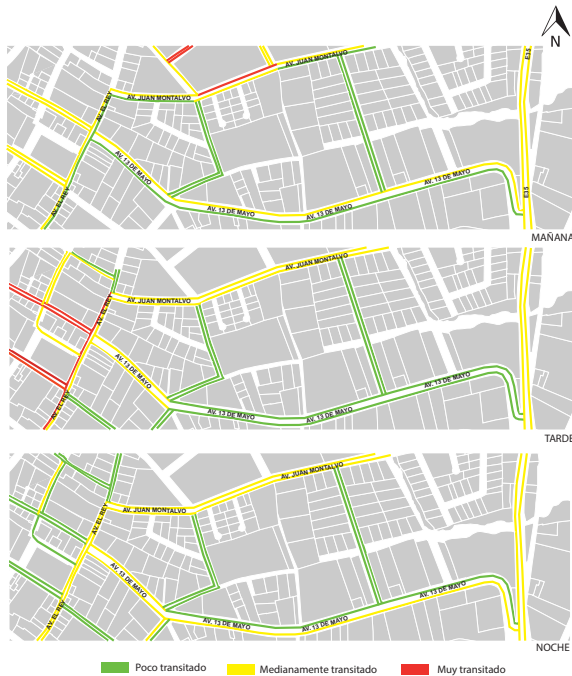 N
E35
AV. JUAN MONTALVO
AV. JUAN MONTALVO
AV. EL REY
AV. 13 DE MAYO
AV. EL REY
AV. 13 DE MAYO
AV. 13 DE MAYO
AV. 13 DE MAYO
E35
MAÑANA
AV. JUAN MONTALVO
AV. JUAN MONTALVO
AV. EL REY
AV. 13 DE MAYO
AV. 13 DE MAYO
AV. EL REY
AV. 13 DE MAYO
AV. 13 DE MAYO
TARDE
AV. JUAN MONTALVO
AV. JUAN MONTALVO
AV. EL REY
AV. 13 DE MAYO
AV. 13 DE MAYO
AV. EL REY
AV. 13 DE MAYO
AV. 13 DE MAYO
NOCHE
Poco transitado
Medianamente transitado
Muy transitado